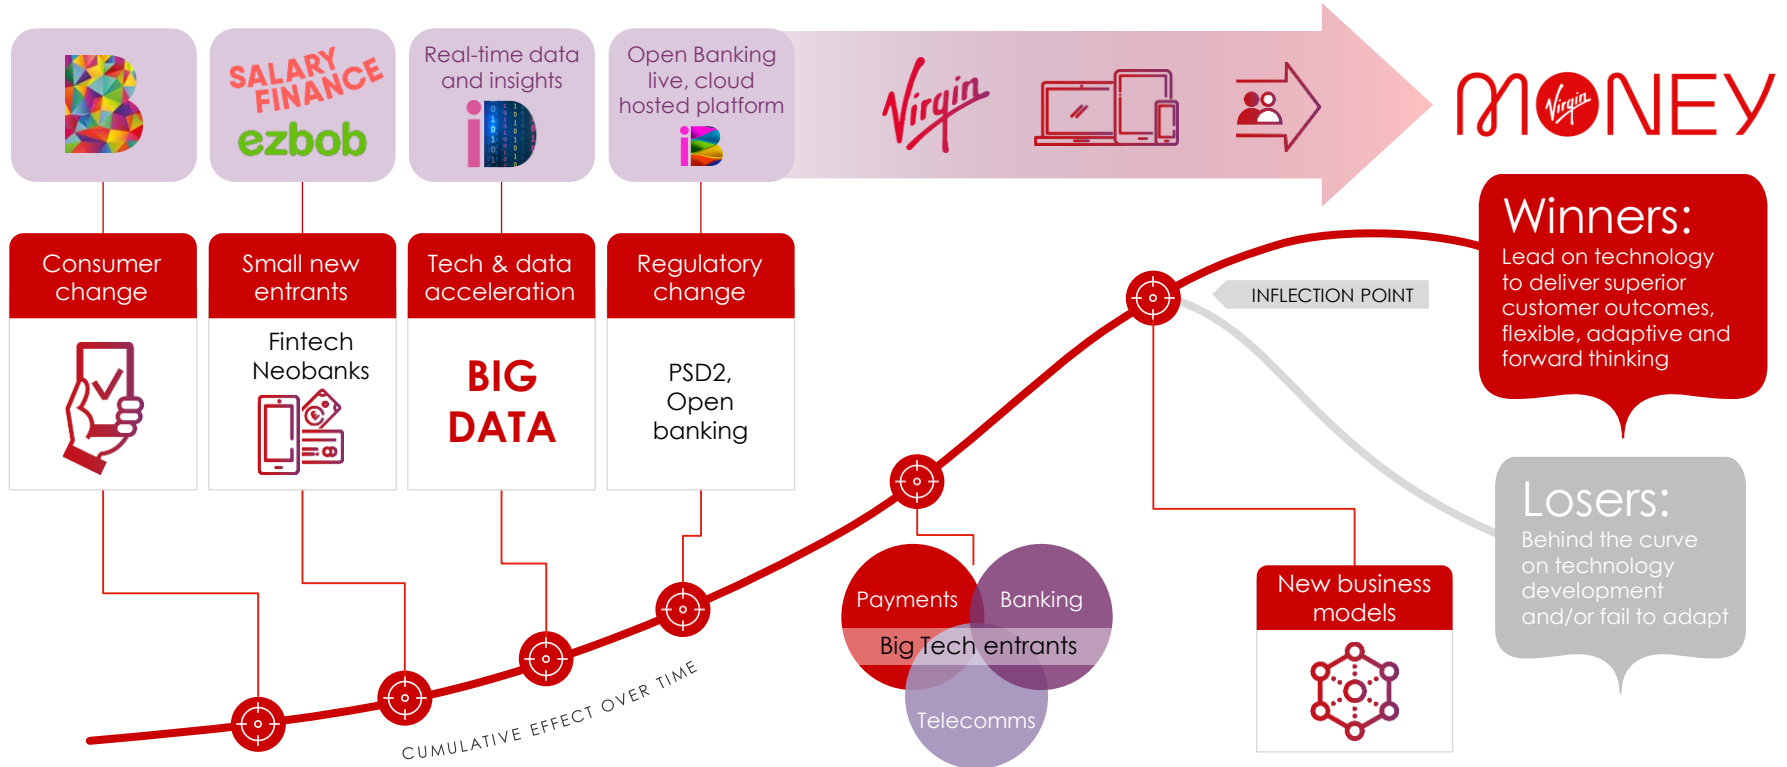 B
SALARY
FINANCE
ezbob
Real-time data
and insights
iD
Open Banking
live, cloud
hosted platform
iB
Virgin
Virgin
MONEY
Consumer
change
Small new
entrants
Fintech
Neobanks
Tech & data
acceleration
BIG
DATA
Regulatory
change
PSD2,
Open
banking
INFLECTION POINT
Winners:
Lead on technology
to deliver superior
customer outcomes,
flexible, adaptive and
forward thinking
Losers:
Behind the curve
on technology
development
and/or fail to adapt
Payments
Banking
Big Tech entrants
Telecomms
New business
models
CUMULATIVE EFFECT OVER TIME